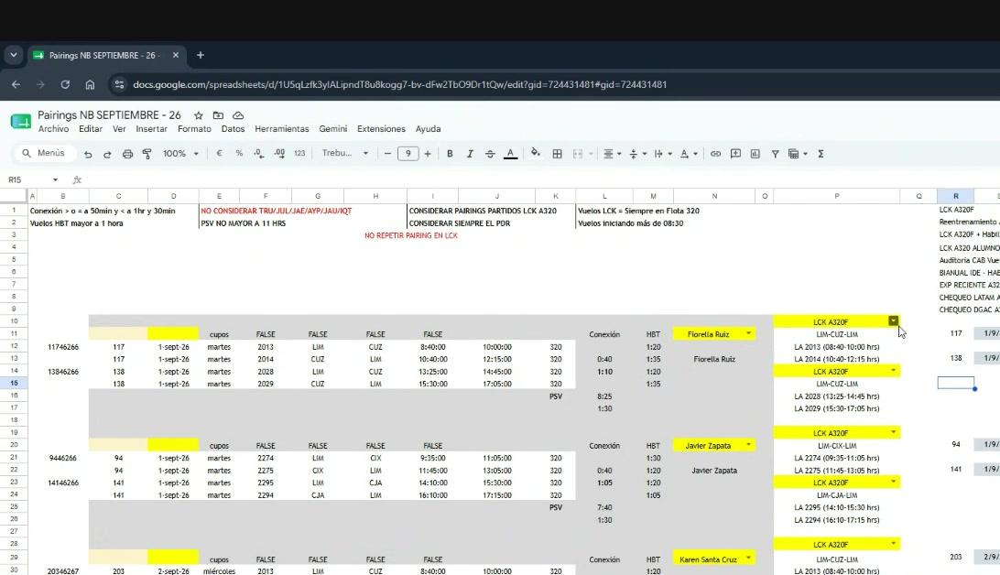 Pairings NB SEPTIEMBRE - 26 -
docs.google.com/spreadsheets/d/1U5qLzfk3ylALipndT8u8kogg7-bv-dFw2TbO9Dr1tQw/edit?gid=724431481#gid=724431481
Pairings NB SEPTIEMBRE - 26
Archivo Editar Ver Insertar Formato Datos Herramientas Gemini Extensiones Ayuda
Menús 100% € % .0 .00 123 Trebu... − 9 + B I A Σ
R15 fx
A B C D E F G H I J K L M N O P Q R S
1 Conexión > o = a 50min y < a 1hr y 30min NO CONSIDERAR TRU/JUL/JAE/AYP/JAU/IQT CONSIDERAR PAIRINGS PARTIDOS LCK A320 Vuelos LCK = Siempre en Flota 320 LCK A320F
2 Vuelos HBT mayor a 1 hora PSV NO MAYOR A 11 HRS CONSIDERAR SIEMPRE EL PDR Vuelos iniciando más de 08:30 Reentrenamiento
3 NO REPETIR PAIRING EN LCK LCK A320F + Habil
4 LCK A320 ALUMNO
5 Auditoria CAB Vue
6 BIANUAL IDE - HAB
7 EXP RECIENTE A32
8 CHEQUEO LATAM A
9 CHEQUEO DGAC A
10 LCK A320F
11 cupos FALSE FALSE FALSE FALSE Conexión HBT Fiorella Ruiz LIM-CUZ-LIM 117 1/9/
12 11746266 117 1-sept-26 martes 2013 LIM CUZ 8:40:00 10:00:00 320 1:20 LA 2013 (08:40-10:00 hrs)
13 117 1-sept-26 martes 2014 CUZ LIM 10:40:00 12:15:00 320 0:40 1:35 Fiorella Ruiz LA 2014 (10:40-12:15 hrs) 138 1/9/
14 13846266 138 1-sept-26 martes 2028 LIM CUZ 13:25:00 14:45:00 320 1:10 1:20 LCK A320F
15 138 1-sept-26 martes 2029 CUZ LIM 15:30:00 17:05:00 320 1:35 LIM-CUZ-LIM
16 PSV 8:25 LA 2028 (13:25-14:45 hrs)
17 1:30 LA 2029 (15:30-17:05 hrs)
18
19 LCK A320F
20 cupos FALSE FALSE FALSE FALSE Conexión HBT Javier Zapata LIM-CIX-LIM 94 1/9/
21 9446266 94 1-sept-26 martes 2274 LIM CIX 9:35:00 11:05:00 320 1:30 LA 2274 (09:35-11:05 hrs)
22 94 1-sept-26 martes 2275 CIX LIM 11:45:00 13:05:00 320 0:40 1:20 Javier Zapata LA 2275 (11:45-13:05 hrs) 141 1/9/
23 14146266 141 1-sept-26 martes 2295 LIM CJA 14:10:00 15:30:00 320 1:05 1:20 LCK A320F
24 141 1-sept-26 martes 2294 CJA LIM 16:10:00 17:15:00 320 1:05 LIM-CJA-LIM
25 PSV 7:40 LA 2295 (14:10-15:30 hrs)
26 1:30 LA 2294 (16:10-17:15 hrs)
27
28 LCK A320F
29 cupos FALSE FALSE FALSE FALSE Conexión HBT Karen Santa Cruz LIM-CUZ-LIM 203 2/9/
30 20346267 203 2-sept-26 miércoles 2013 LIM CUZ 8:40:00 10:00:00 320 1:20 LA 2013 (08:40-10:00 hrs)